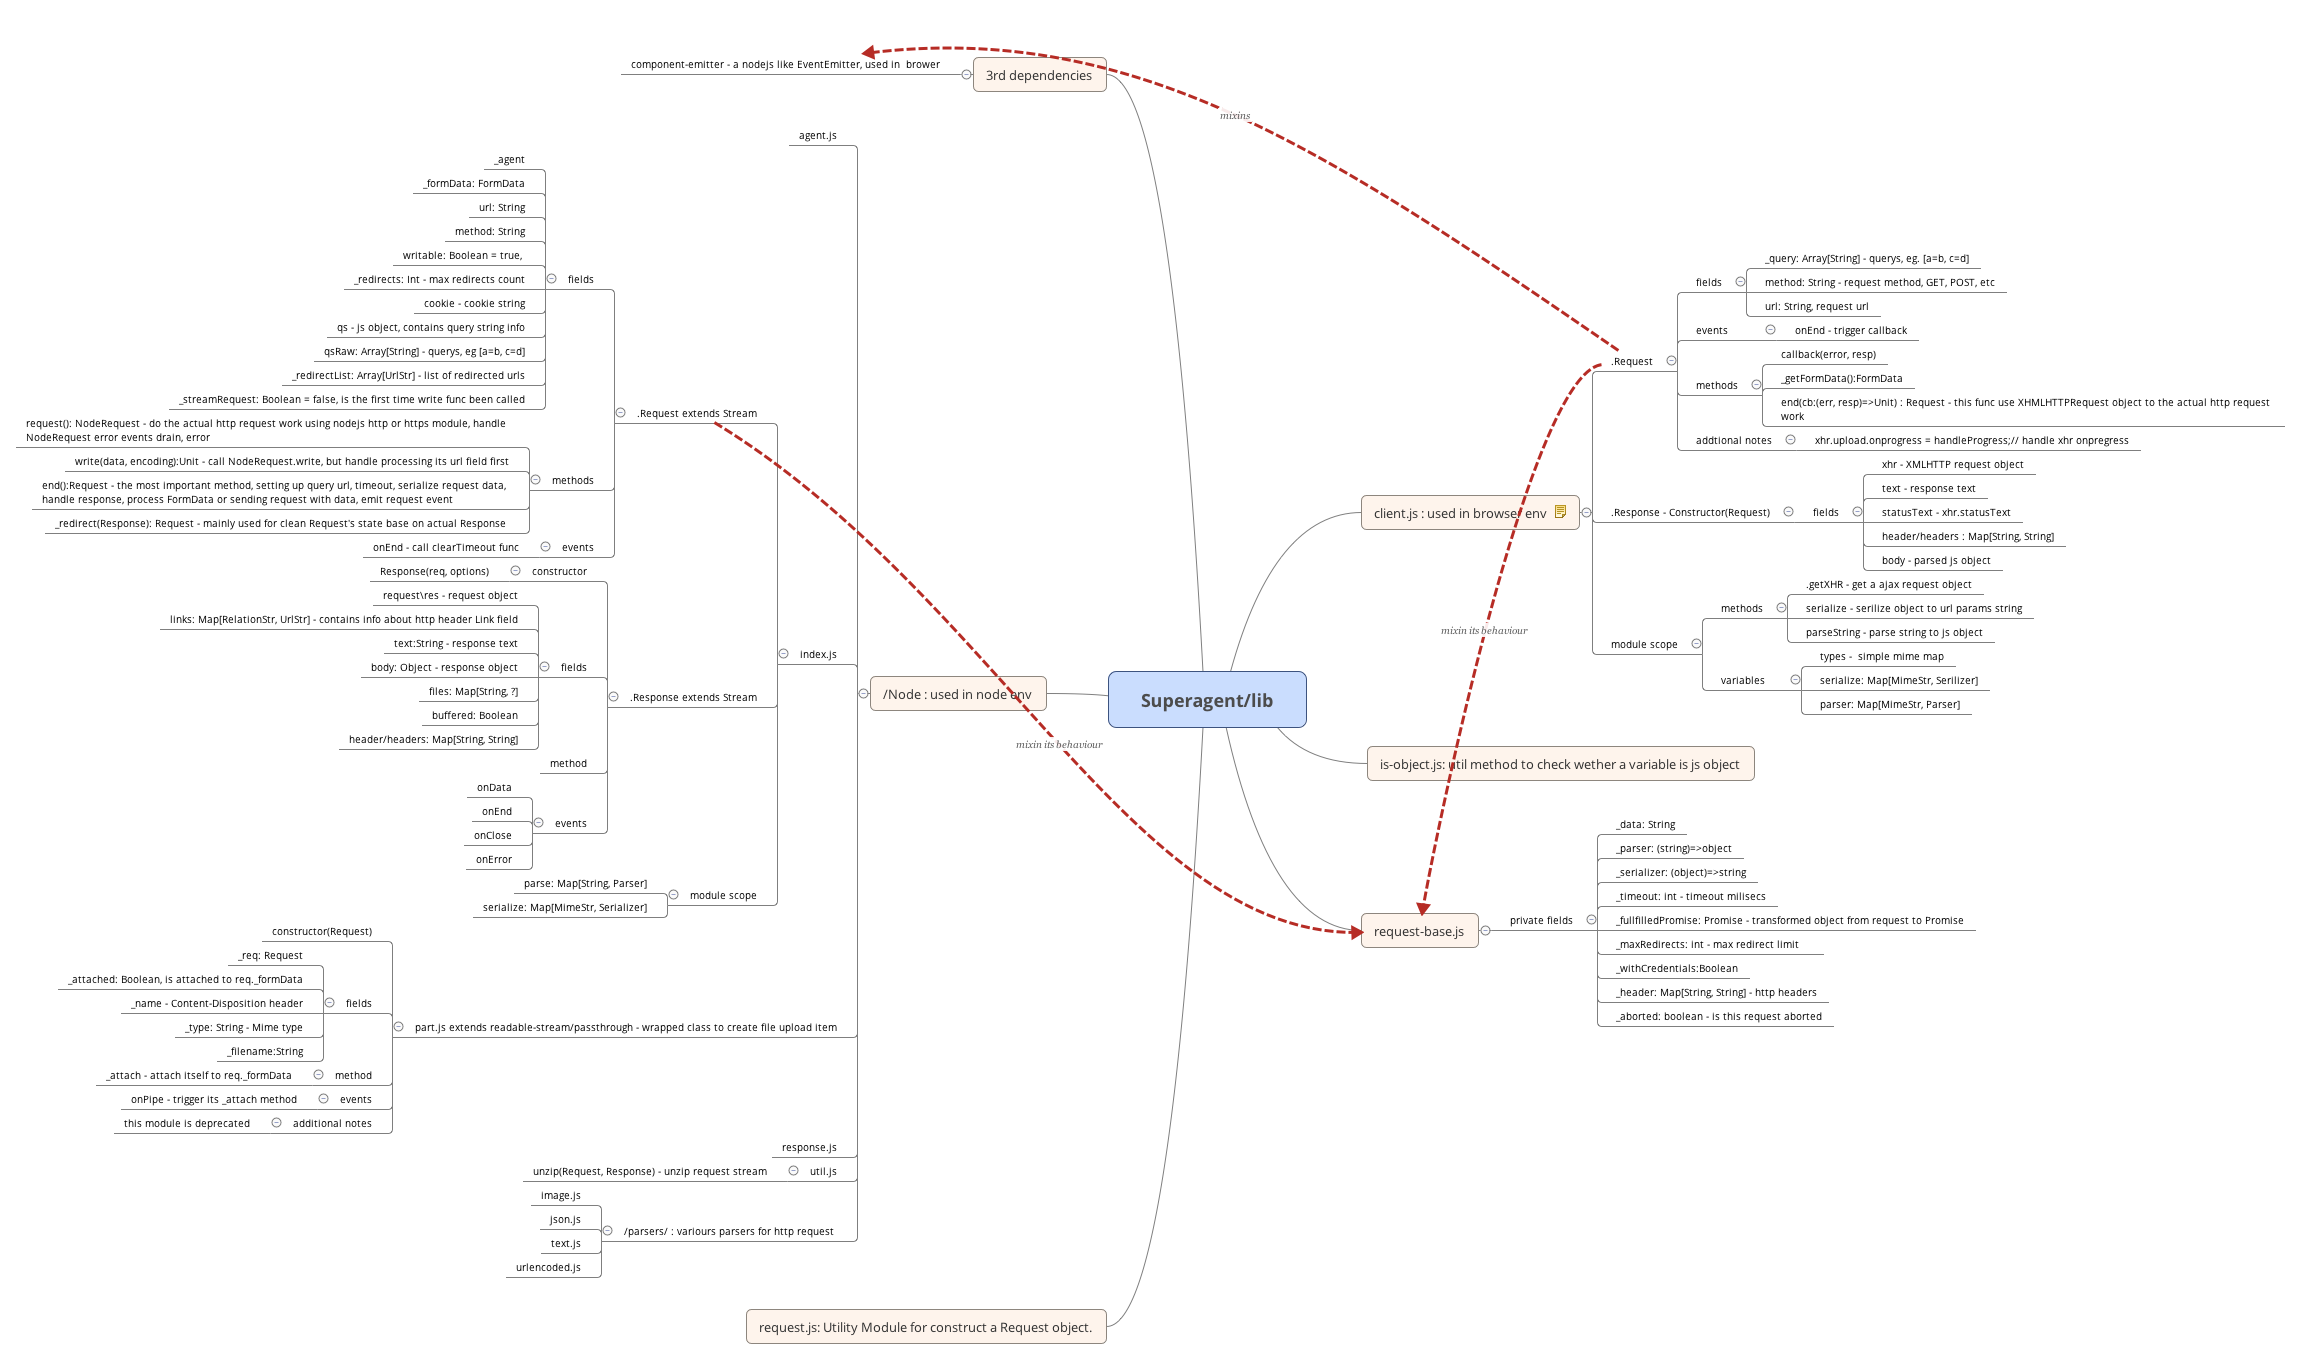 component-emitter - a nodejs like EventEmitter, used in  brower
3rd dependencies
mixins
agent.js
_agent
_formData: FormData
url: String
method: String
writable: Boolean = true,
_redirects: Int - max redirects count
cookie - cookie string
qs - js object, contains query string info
qsRaw: Array[String] - querys, eg [a=b, c=d]
_redirectList: Array[UrlStr] - list of redirected urls
_streamRequest: Boolean = false, is the first time write func been called
fields
.Request extends Stream
request(): NodeRequest - do the actual http request work using nodejs http or https module, handle
NodeRequest error events drain, error
write(data, encoding):Unit - call NodeRequest.write, but handle processing its url field first
end():Request - the most important method, setting up query url, timeout, serialize request data,
handle response, process FormData or sending request with data, emit request event
_redirect(Response): Request - mainly used for clean Request's state base on actual Response
methods
onEnd - call clearTimeout func
events
Response(req, options)
constructor
request\res - request object
links: Map[RelationStr, UrlStr] - contains info about http header Link field
text:String - response text
body: Object - response object
files: Map[String, ?]
buffered: Boolean
header/headers: Map[String, String]
fields
.Response extends Stream
index.js
method
onData
onEnd
onClose
onError
events
parse: Map[String, Parser]
serialize: Map[MimeStr, Serializer]
module scope
/Node : used in node env
mixin its behaviour
constructor(Request)
_req: Request
_attached: Boolean, is attached to req._formData
_name - Content-Disposition header
_type: String - Mime type
_filename:String
fields
part.js extends readable-stream/passthrough - wrapped class to create file upload item
_attach - attach itself to req._formData
method
onPipe - trigger its _attach method
events
this module is deprecated
additional notes
response.js
unzip(Request, Response) - unzip request stream
util.js
image.js
json.js
text.js
urlencoded.js
/parsers/ : variours parsers for http request
request.js: Utility Module for construct a Request object.
Superagent/lib
client.js : used in browser env
.Request
fields
_query: Array[String] - querys, eg. [a=b, c=d]
method: String - request method, GET, POST, etc
url: String, request url
events
onEnd - trigger callback
methods
callback(error, resp)
_getFormData():FormData
end(cb:(err, resp)=>Unit) : Request - this func use XHMLHTTPRequest object to the actual http request
work
addtional notes
xhr.upload.onprogress = handleProgress;// handle xhr onpregress
.Response - Constructor(Request)
fields
xhr - XMLHTTP request object
text - response text
statusText - xhr.statusText
header/headers : Map[String, String]
body - parsed js object
module scope
methods
.getXHR - get a ajax request object
serialize - serilize object to url params string
parseString - parse string to js object
variables
types -  simple mime map
serialize: Map[MimeStr, Serilizer]
parser: Map[MimeStr, Parser]
mixin its behaviour
is-object.js: util method to check wether a variable is js object
request-base.js
private fields
_data: String
_parser: (string)=>object
_serializer: (object)=>string
_timeout: int - timeout milisecs
_fullfilledPromise: Promise - transformed object from request to Promise
_maxRedirects: int - max redirect limit
_withCredentials:Boolean
_header: Map[String, String] - http headers
_aborted: boolean - is this request aborted